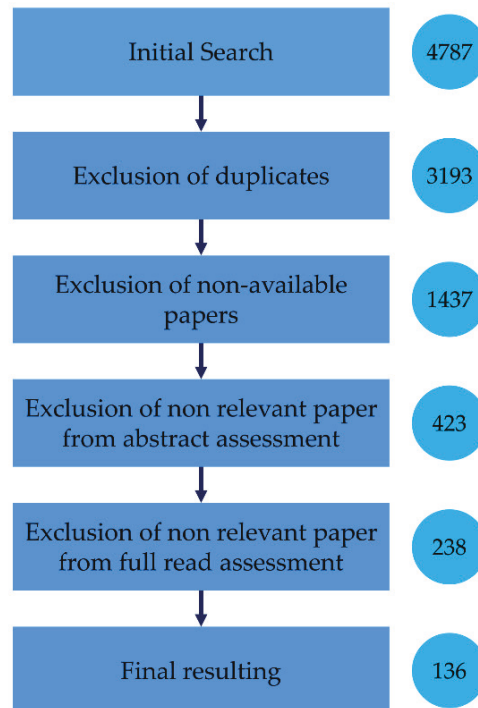 Initial Search
4787
Exclusion of duplicates
3193
Exclusion of non-available
papers
1437
Exclusion of non relevant paper
from abstract assessment
423
Exclusion of non relevant paper
from full read assessment
238
Final resulting
136